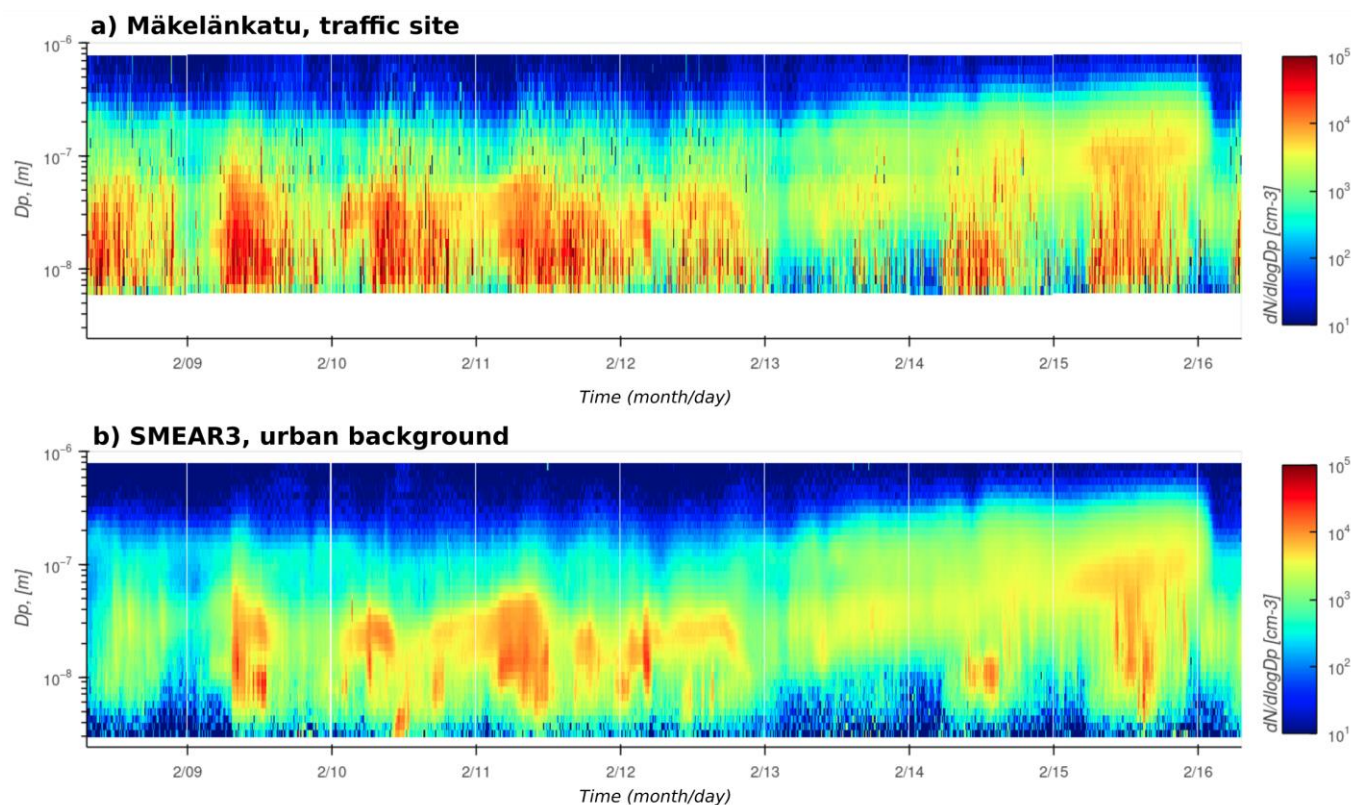 a) Mäkelänkatu, traffic site
10⁻⁶
10⁻⁷
10⁻⁸
Dp, [m]
2/09 2/10 2/11 2/12 2/13 2/14 2/15 2/16
Time (month/day)
10⁵
10⁴
10³
10²
10¹
dN/dlogDp [cm-3]
b) SMEAR3, urban background
10⁻⁶
10⁻⁷
10⁻⁸
Dp, [m]
2/09 2/10 2/11 2/12 2/13 2/14 2/15 2/16
Time (month/day)
10⁵
10⁴
10³
10²
10¹
dN/dlogDp [cm-3]